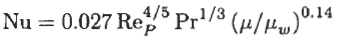 Nu = 0.027 Re_P^{4/5} Pr^{1/3} (μ/μ_w)^{0.14}